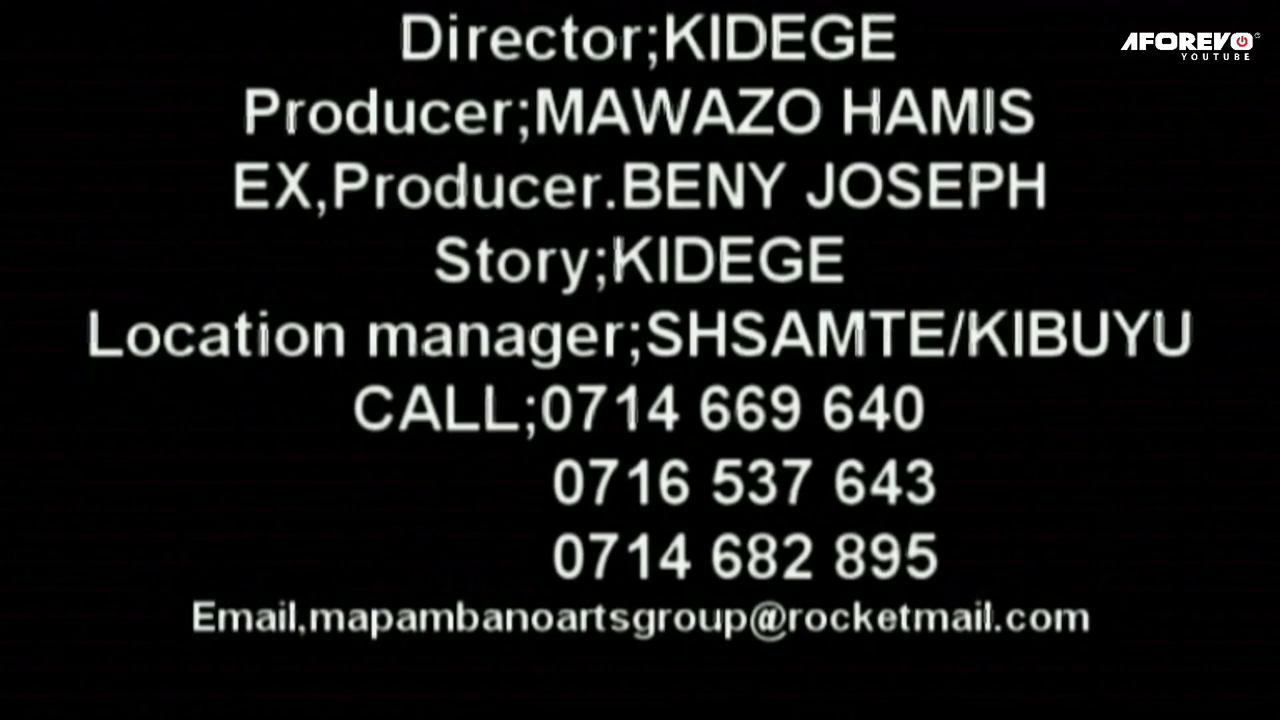 Director;KIDEGE
AFOREVO
YOUTUBE
Producer;MAWAZO HAMIS
EX,Producer.BENY JOSEPH
Story;KIDEGE
Location manager;SHSAMTE/KIBUYU
CALL;0714 669 640
0716 537 643
0714 682 895
Email,mapambanoartsgroup@rocketmail.com